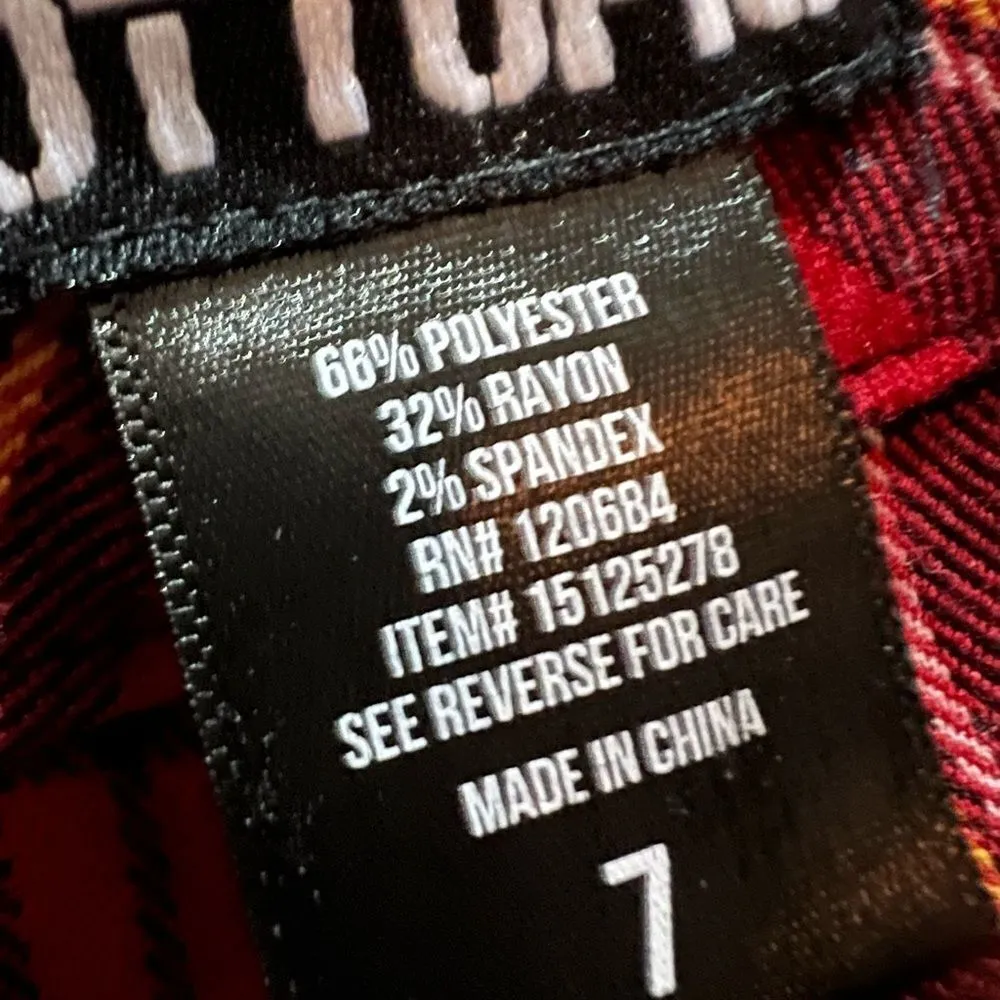 66% POLYESTER
32% RAYON
2% SPANDEX
RN# 120684
ITEM# 15125278
SEE REVERSE FOR CARE
MADE IN CHINA
7